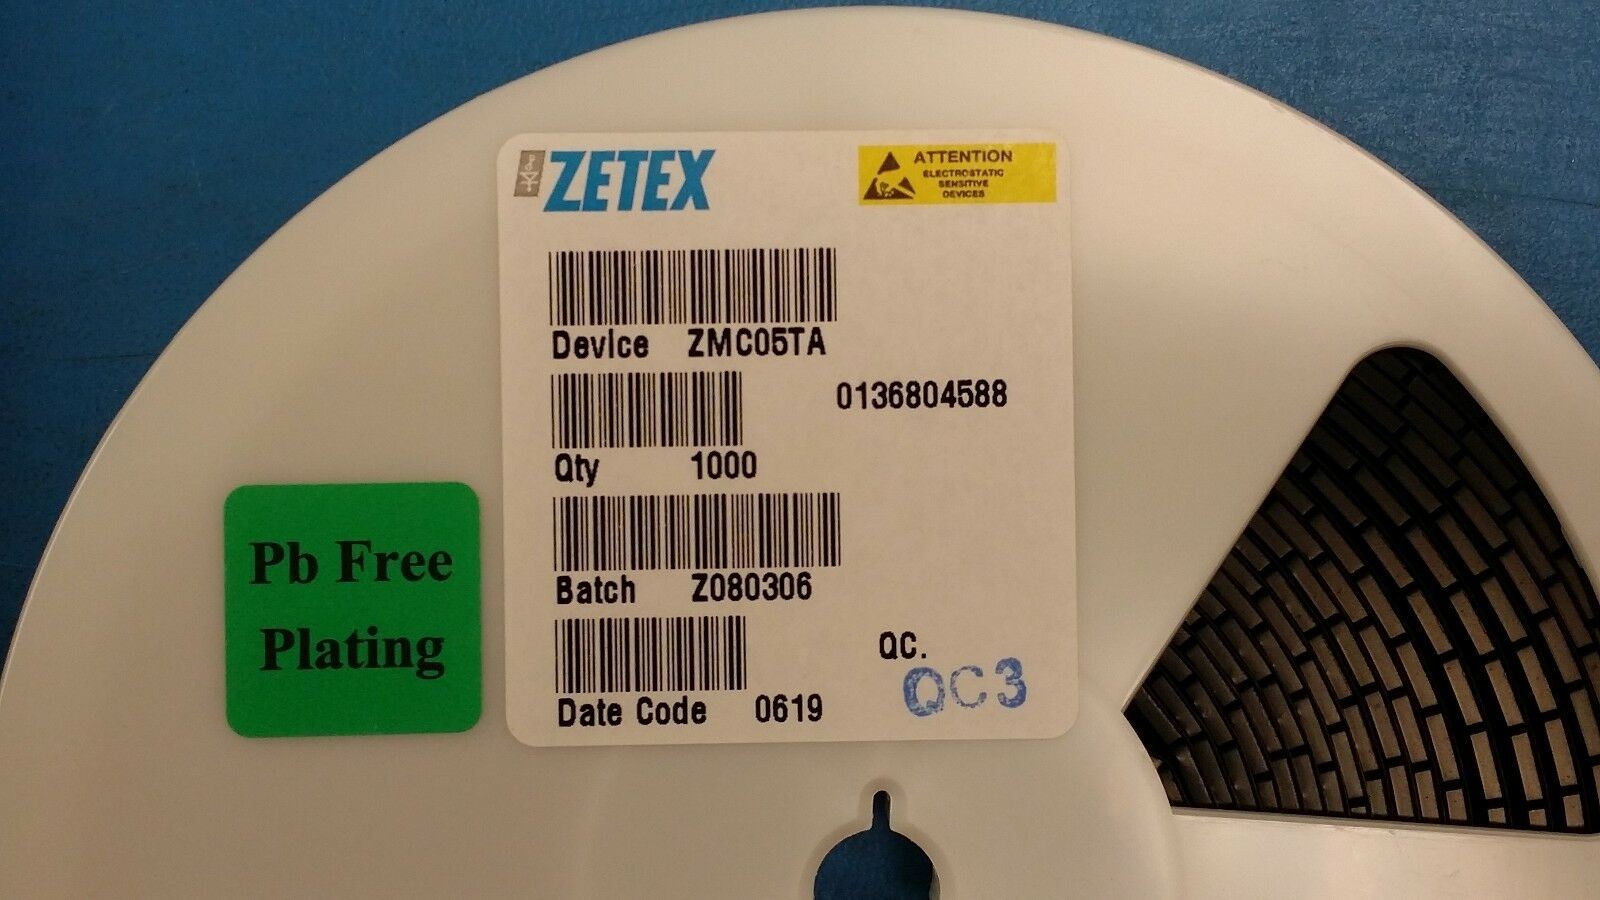 ZETEX
ATTENTION
ELECTROSTATIC
SENSITIVE
DEVICES
Device ZMC05TA
0136804588
Qty 1000
Batch Z080306
QC.
QC3
Date Code 0619
Pb Free
Plating